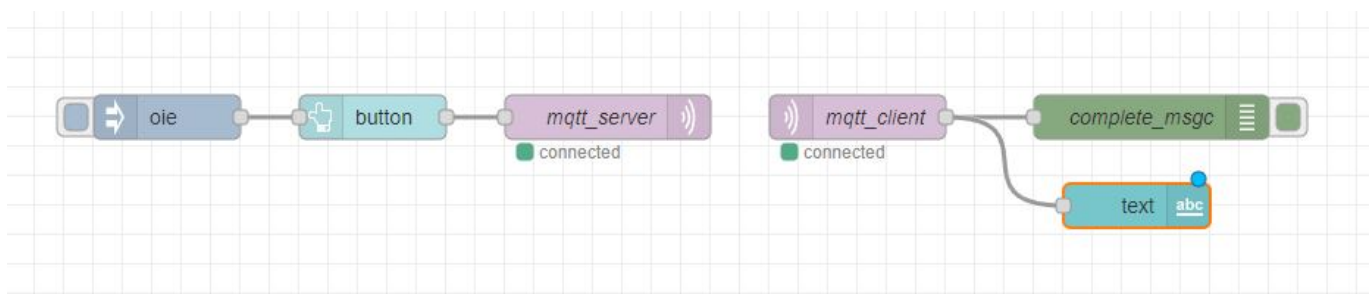 oie
button
mqtt_server
connected
mqtt_client
connected
complete_msgc
text
abc